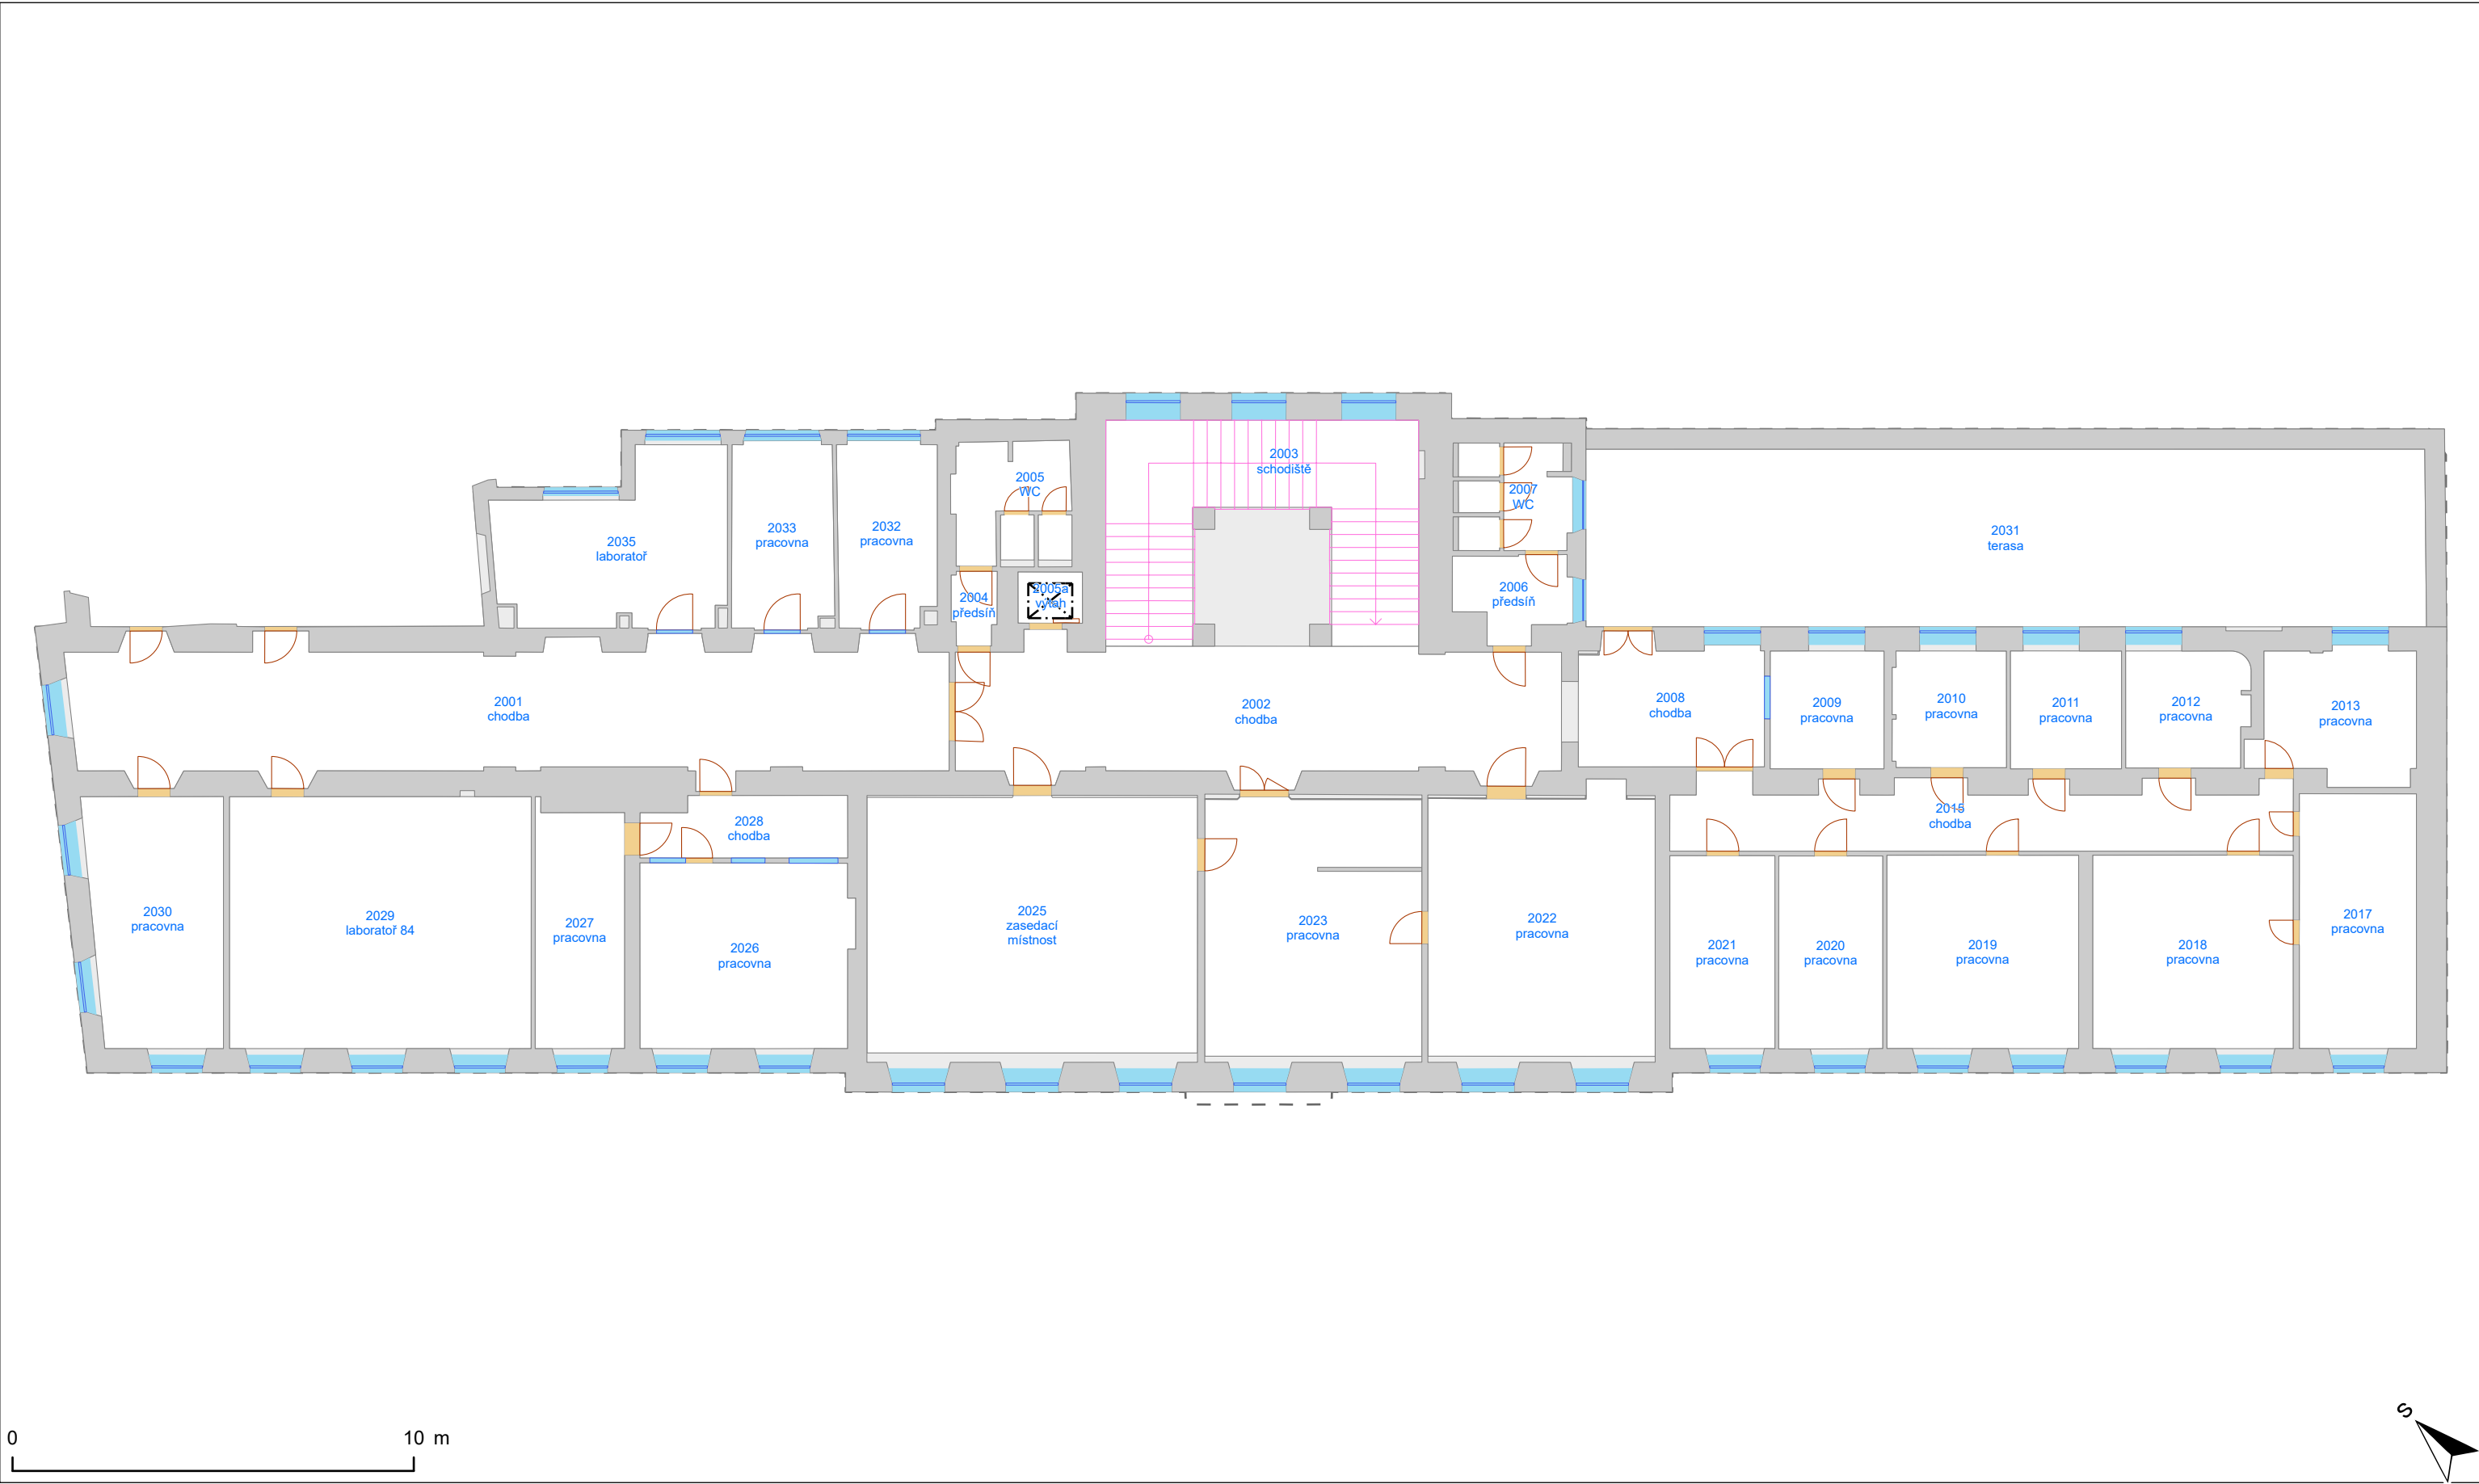 2003
schodiště
2005
WC
2007
WC
2035
laboratoř
2033
pracovna
2032
pracovna
2031
terasa
2004
předsíň
2005a
výtah
2006
předsíň
2001
chodba
2002
chodba
2008
chodba
2009
pracovna
2010
pracovna
2011
pracovna
2012
pracovna
2013
pracovna
2015
chodba
2028
chodba
2030
pracovna
2029
laboratoř 84
2027
pracovna
2026
pracovna
2025
zasedací
místnost
2023
pracovna
2022
pracovna
2021
pracovna
2020
pracovna
2019
pracovna
2018
pracovna
2017
pracovna
0
10 m
S